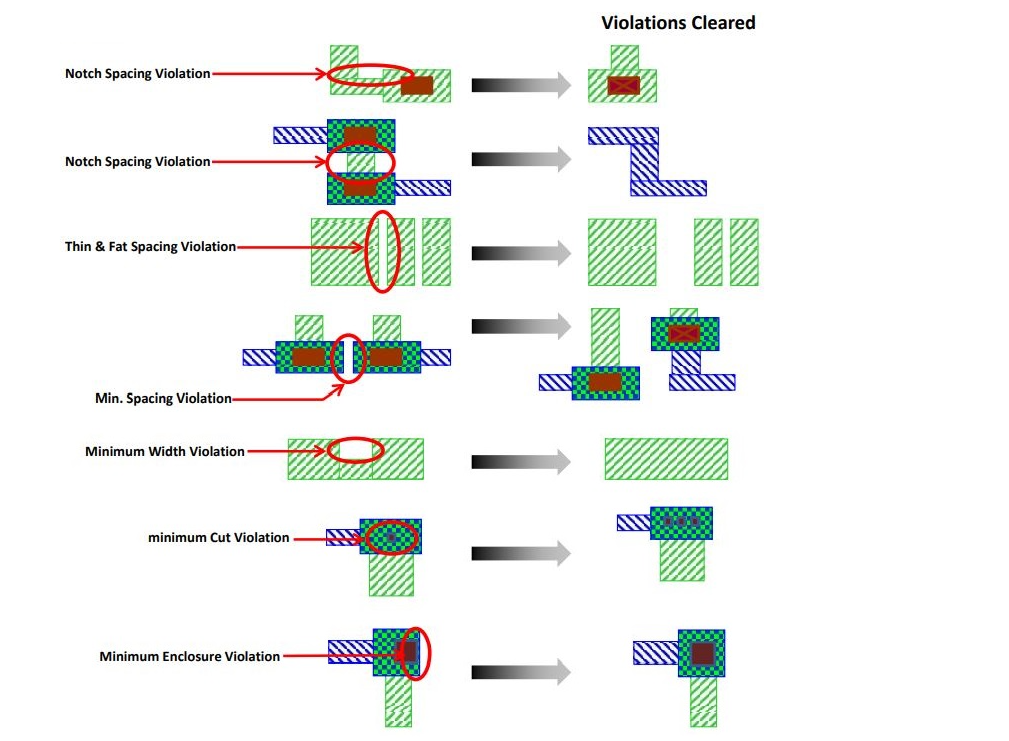 Violations Cleared
Notch Spacing Violation
Notch Spacing Violation
Thin & Fat Spacing Violation
Min. Spacing Violation
Minimum Width Violation
minimum Cut Violation
Minimum Enclosure Violation